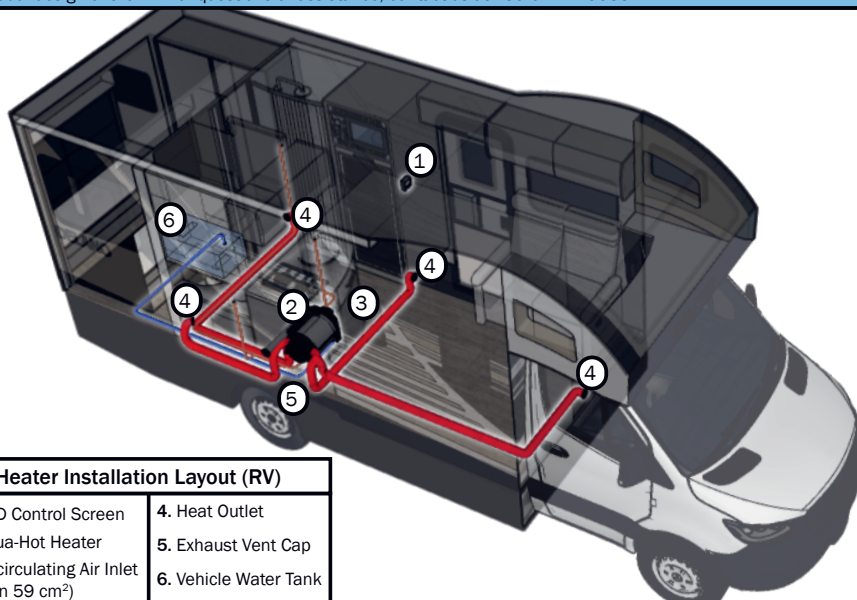 1
6
4
4
4
2
3
4
5
Heater Installation Layout (RV)
D Control Screen
ua-Hot Heater
circulating Air Inlet
n 59 cm²)
4. Heat Outlet
5. Exhaust Vent Cap
6. Vehicle Water Tank